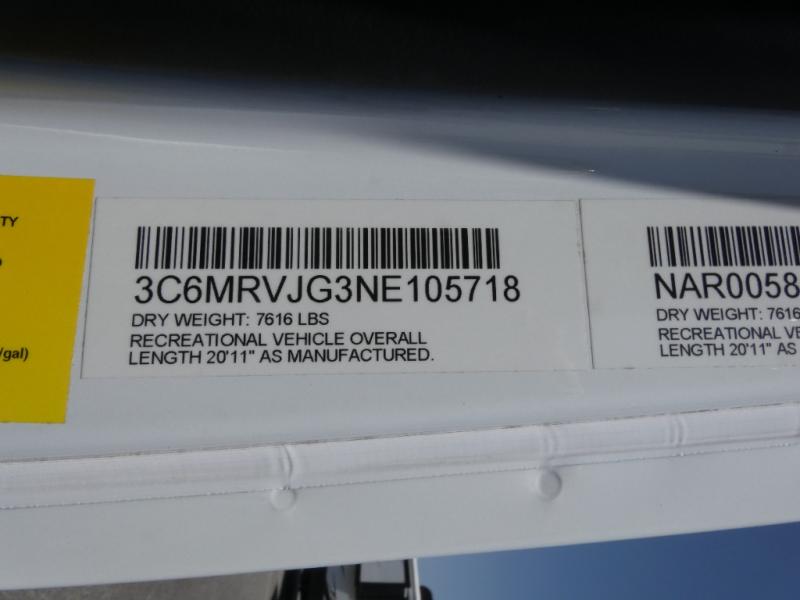 TY
/gal)
3C6MRVJG3NE105718
DRY WEIGHT: 7616 LBS
RECREATIONAL VEHICLE OVERALL
LENGTH 20'11" AS MANUFACTURED.
NAR0058
DRY WEIGHT: 7616
RECREATIONAL VE
LENGTH 20'11" AS